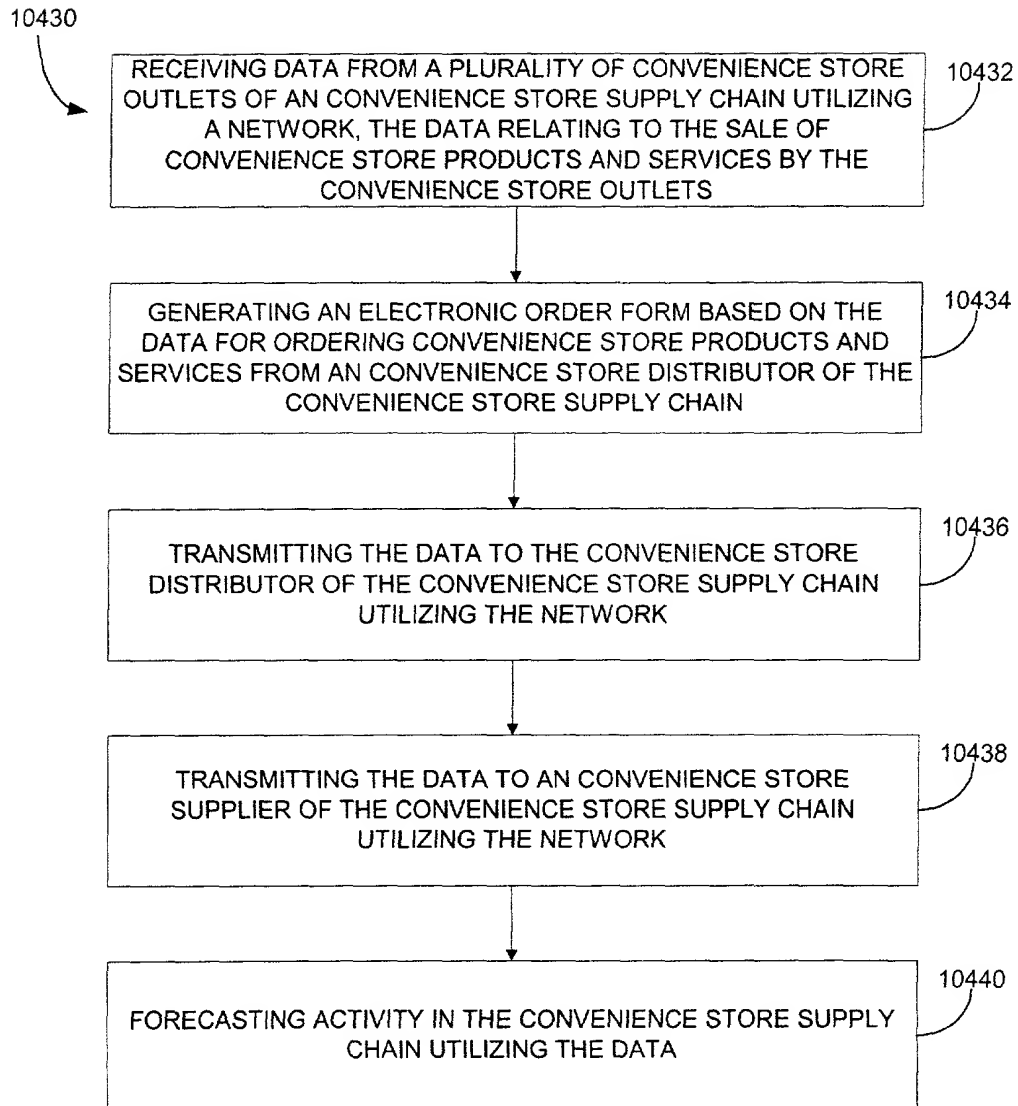 10430
RECEIVING DATA FROM A PLURALITY OF CONVENIENCE STORE
OUTLETS OF AN CONVENIENCE STORE SUPPLY CHAIN UTILIZING
A NETWORK, THE DATA RELATING TO THE SALE OF
CONVENIENCE STORE PRODUCTS AND SERVICES BY THE
CONVENIENCE STORE OUTLETS
10432
GENERATING AN ELECTRONIC ORDER FORM BASED ON THE
DATA FOR ORDERING CONVENIENCE STORE PRODUCTS AND
SERVICES FROM AN CONVENIENCE STORE DISTRIBUTOR OF THE
CONVENIENCE STORE SUPPLY CHAIN
10434
TRANSMITTING THE DATA TO THE CONVENIENCE STORE
DISTRIBUTOR OF THE CONVENIENCE STORE SUPPLY CHAIN
UTILIZING THE NETWORK
10436
TRANSMITTING THE DATA TO AN CONVENIENCE STORE
SUPPLIER OF THE CONVENIENCE STORE SUPPLY CHAIN
UTILIZING THE NETWORK
10438
FORECASTING ACTIVITY IN THE CONVENIENCE STORE SUPPLY
CHAIN UTILIZING THE DATA
10440